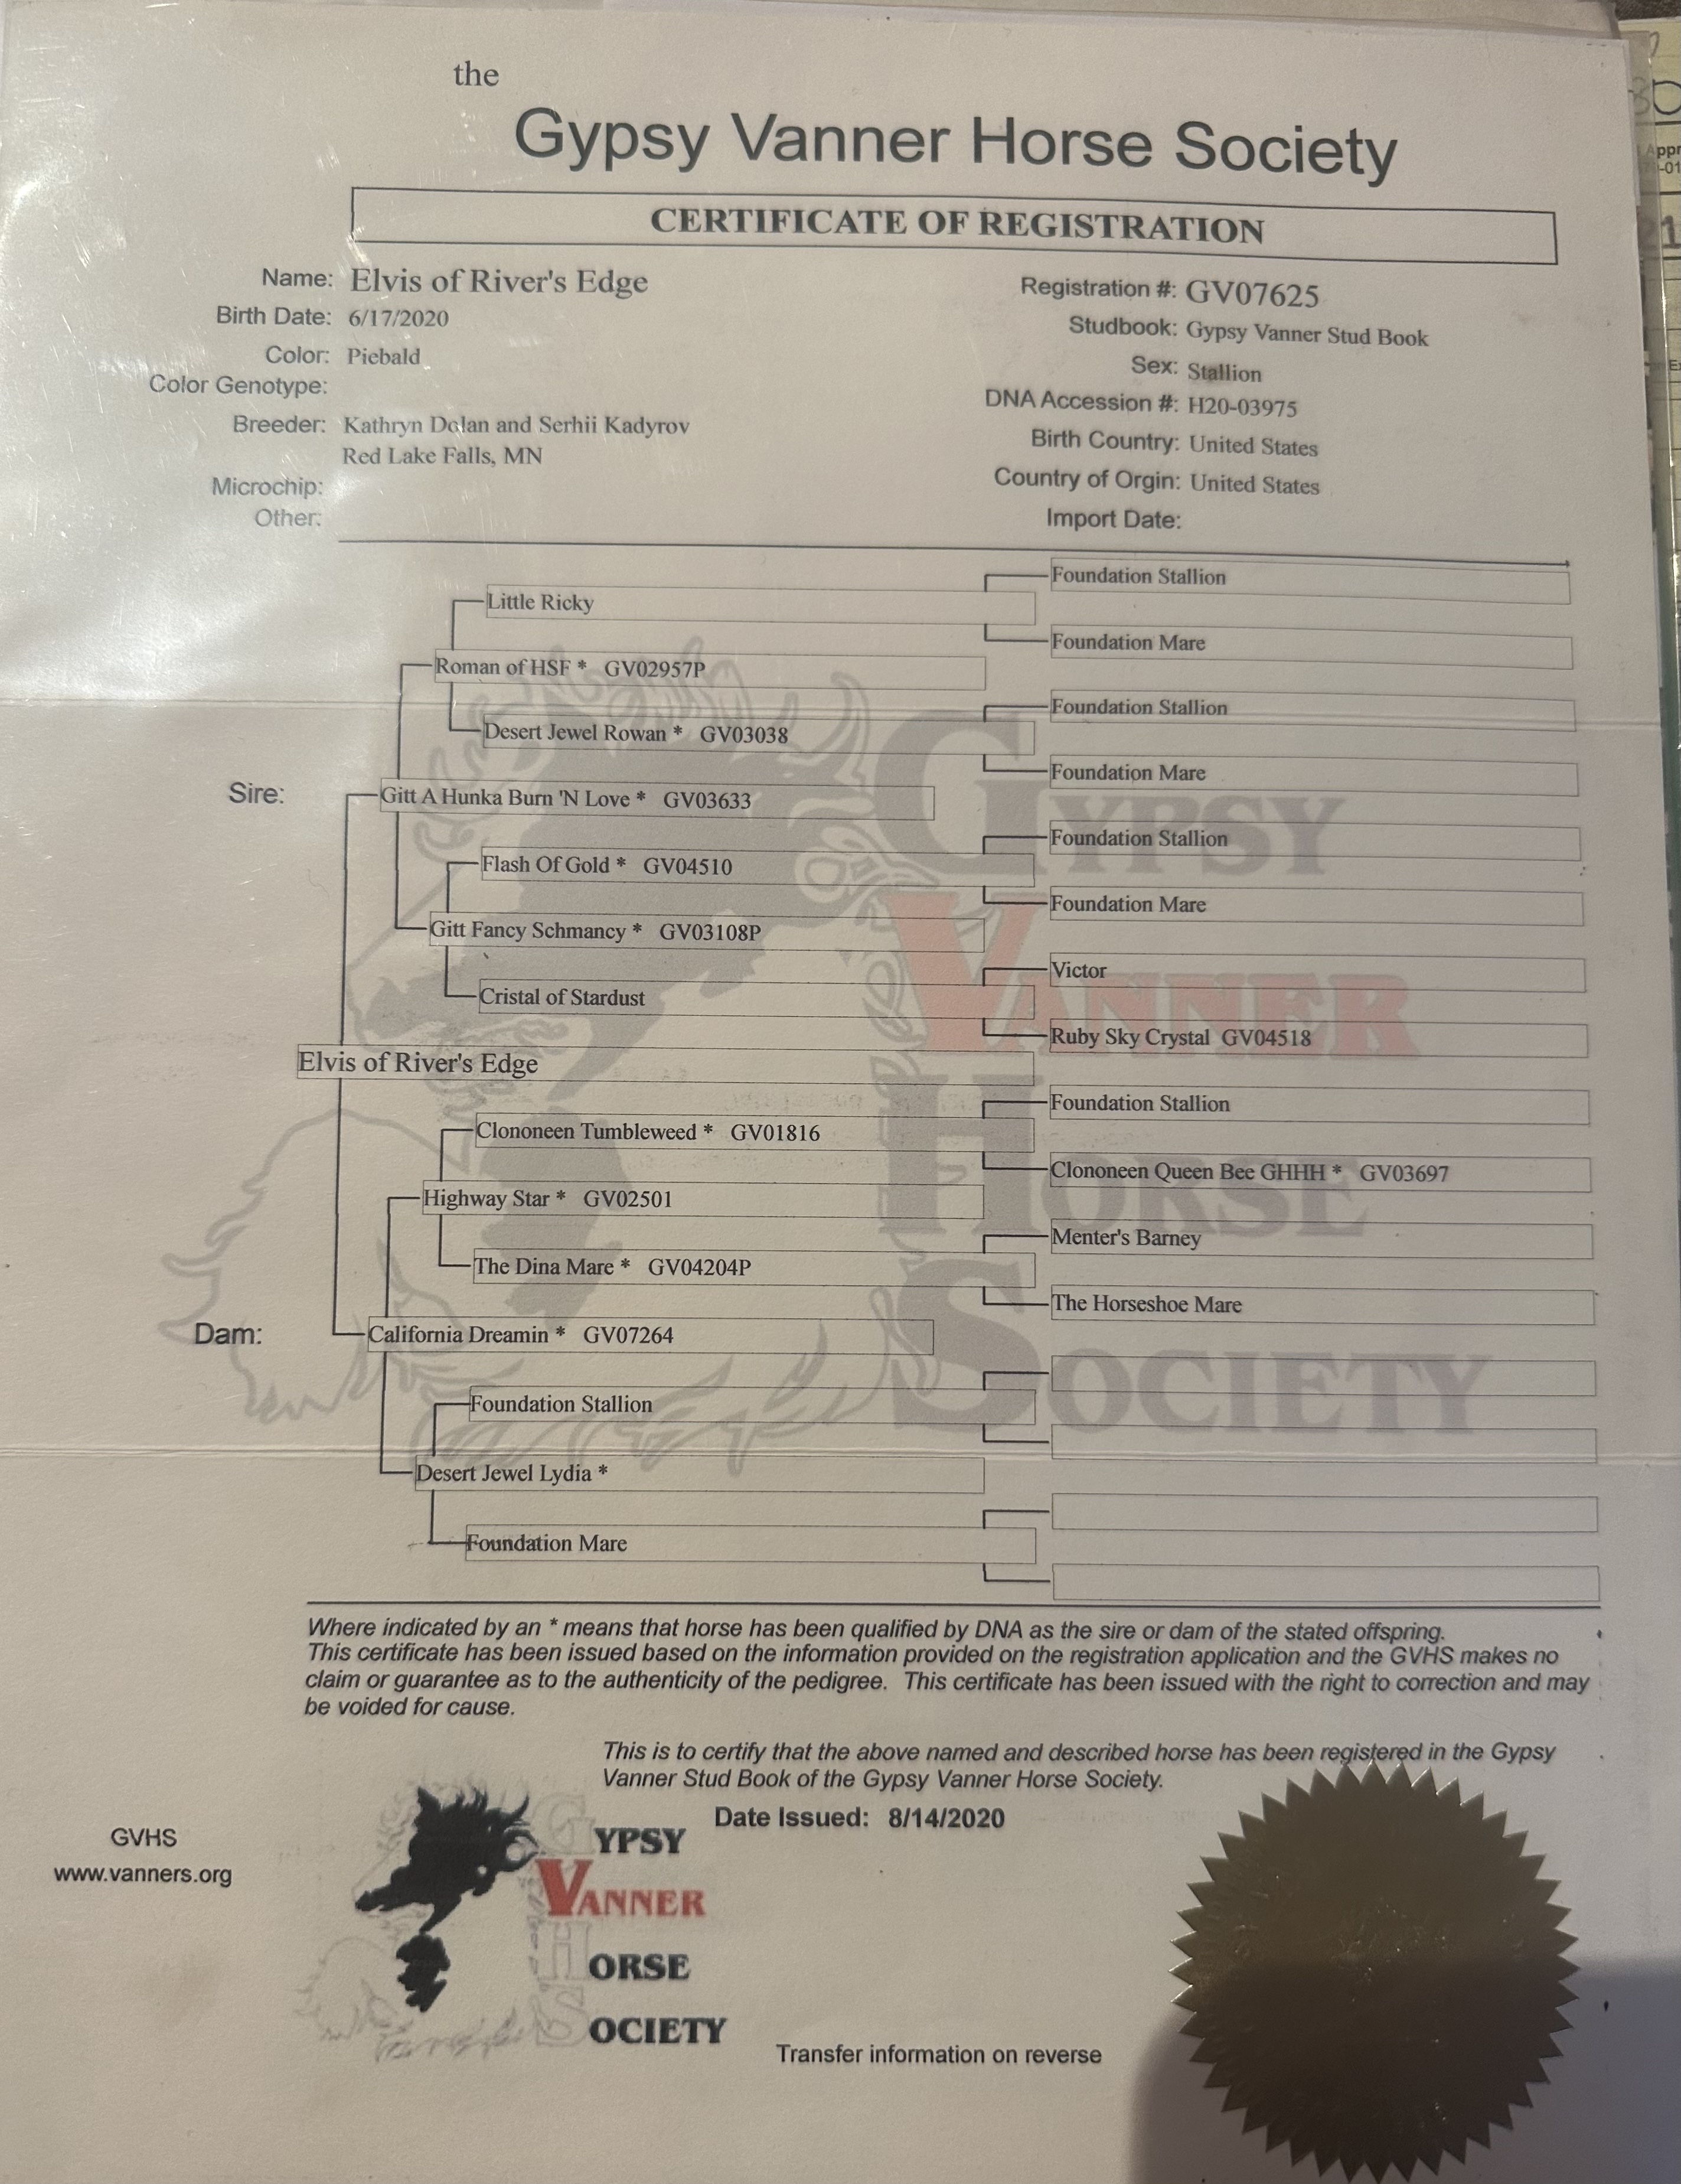 the
Gypsy Vanner Horse Society
CERTIFICATE OF REGISTRATION
Name: Elvis of River's Edge
Birth Date: 6/17/2020
Color: Piebald
Color Genotype:
Breeder: Kathryn Dolan and Serhii Kadyrov
Red Lake Falls, MN
Microchip:
Other:
Registration #: GV07625
Studbook: Gypsy Vanner Stud Book
Sex: Stallion
DNA Accession #: H20-03975
Birth Country: United States
Country of Orgin: United States
Import Date:
Foundation Stallion
Little Ricky
Foundation Mare
Roman of HSF * GV02957P
Foundation Stallion
Desert Jewel Rowan * GV03038
Foundation Mare
Sire: Gitt A Hunka Burn 'N Love * GV03633
Foundation Stallion
Flash Of Gold * GV04510
Foundation Mare
Gitt Fancy Schmancy * GV03108P
Victor
Cristal of Stardust
Ruby Sky Crystal GV04518
Elvis of River's Edge
Foundation Stallion
Clononeen Tumbleweed * GV01816
Clononeen Queen Bee GHHH * GV03697
Highway Star * GV02501
Menter's Barney
The Dina Mare * GV04204P
The Horseshoe Mare
Dam: California Dreamin * GV07264
Foundation Stallion
Desert Jewel Lydia *
Foundation Mare
GYPSY
VANNER
HORSE
SOCIETY
Where indicated by an * means that horse has been qualified by DNA as the sire or dam of the stated offspring.
This certificate has been issued based on the information provided on the registration application and the GVHS makes no
claim or guarantee as to the authenticity of the pedigree. This certificate has been issued with the right to correction and may
be voided for cause.
This is to certify that the above named and described horse has been registered in the Gypsy
Vanner Stud Book of the Gypsy Vanner Horse Society.
Date Issued: 8/14/2020
GVHS
www.vanners.org
GYPSY
VANNER
HORSE
SOCIETY
Transfer information on reverse